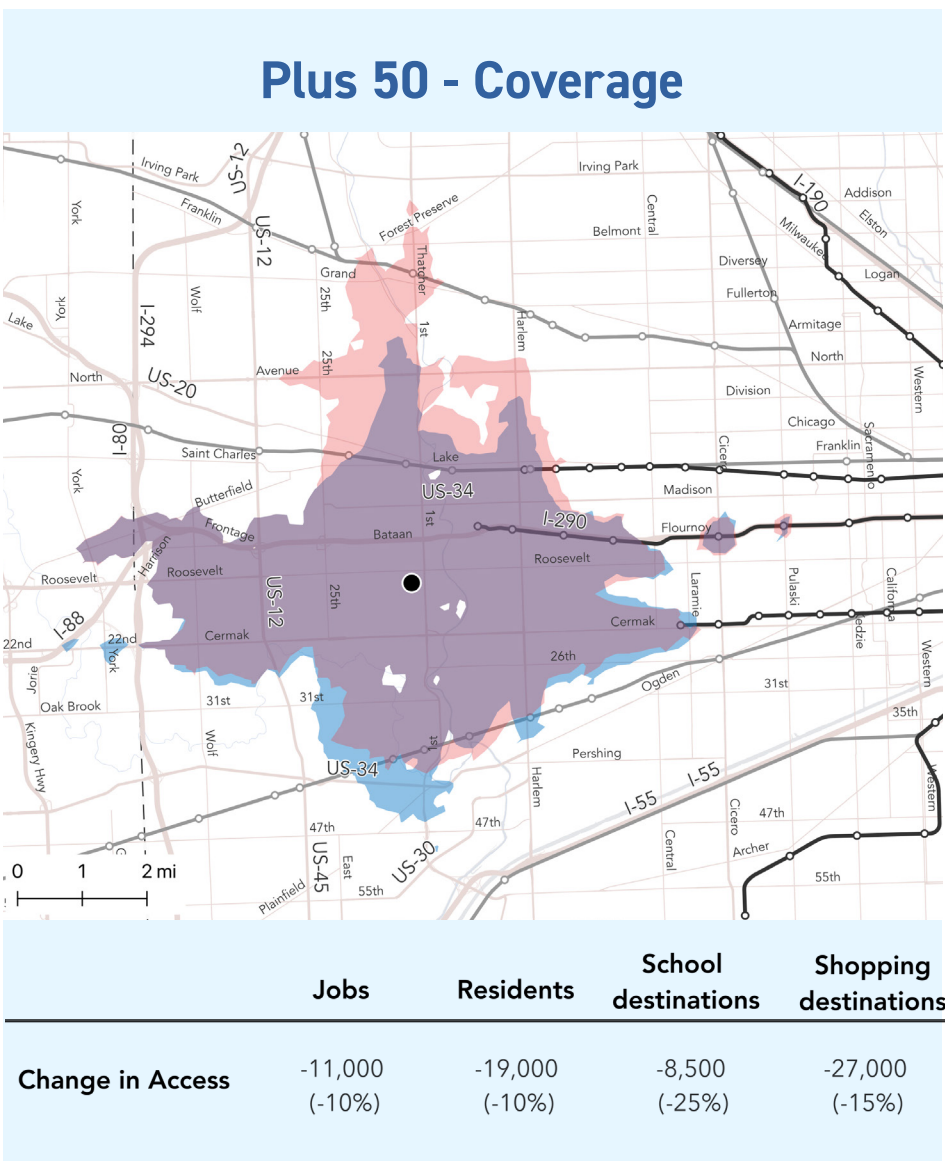 Plus 50 - Coverage
Irving Park
US-12
Irving Park
I-190
Addison
York
Franklin
Forest Preserve
Central
Elston
US-12
Belmont
Milwaukee
Thatcher
Diversey
Logan
Grand
York
Wolf
25th
Fullerton
Lake
I-294
1st
Harlem
Armitage
25th
North
North
US-20
Avenue
Western
Division
Chicago
I-80
Saint Charles
Lake
Franklin
Sacramento
York
US-34
Madison
Butterfield
1st
I-290
Frontage
Bataan
Flournoy
Harrison
Roosevelt
Roosevelt
Roosevelt
US-12
25th
Laramie
Pulaski
California
I-88
22nd
22nd
Cermak
Cermak
York
26th
Western
Jorie
31st
31st
Ogden
31st
Oak Brook
35th
Kingery Hwy
Wolf
1st
Pershing
US-34
I-55
I-55
Harlem
Western
47th
47th
Cicero
47th
Central
Archer
US-45
East
US-30
0 1 2 mi
55th
55th
Plainfield
Jobs
Residents
School
destinations
Shopping
destinations
Change in Access
-11,000
(-10%)
-19,000
(-10%)
-8,500
(-25%)
-27,000
(-15%)